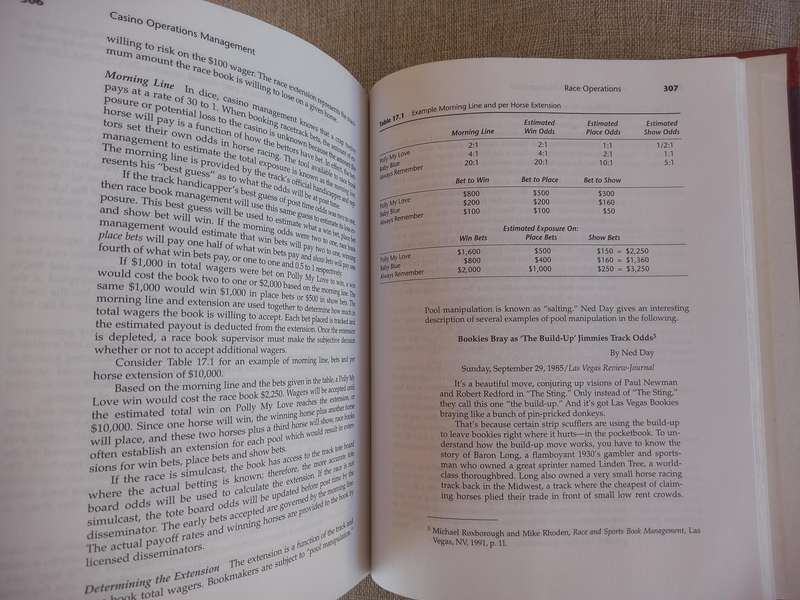 306
Casino Operations Management
willing to risk on the $100 wager. The race extension represents the maxi-
mum amount the race book is willing to lose on a given horse.
Morning Line In dice, casino management knows that a crap
pays at a rate of 30 to 1. When booking racetrack bets, the amount of ex-
posure or potential loss to the casino is unknown because the amount the
horse will pay is a function of how the bettors have bet. In effect, the bet-
tors set their own odds in horse racing. The tool available to race book
management to estimate the total exposure is known as the morning line.
The morning line is provided by the track's official handicapper and rep-
resents his "best guess" as to what the odds will be at post time.
If the track handicapper's best guess of post time odds was two to one,
then race book management will use this same guess to estimate its loss ex-
posure. This best guess will be used to estimate what a win bet, place bet,
and show bet will win. If the morning odds were two to one, race book
management would estimate that win bets will pay two to one, winning
place bets will pay one half of what win bets pay, and show bets will pay one
fourth of what win bets pay, or one to one and 0.5 to 1 respectively.
If $1,000 in total wagers were bet on Polly My Love to win, a win
would cost the book two to one or $2,000 based on the morning line. The
same $1,000 would win $1,000 in place bets or $500 in show bets. The
morning line and extension are used together to determine how much in
total wagers the book is willing to accept. Each bet placed is tracked and
the estimated payout is deducted from the extension. Once the extension
is depleted, a race book supervisor must make the subjective decision
whether or not to accept additional wagers.
Consider Table 17.1 for an example of morning line, bets and per
horse extension of $10,000.
Based on the morning line and the bets given in the table, a Polly My
Love win would cost the race book $2,250. Wagers will be accepted until
the estimated total win on Polly My Love reaches the extension, or
$10,000. Since one horse will win, the winning horse plus another horse
will place, and these two horses plus a third horse will show, race books
often establish an extension for each pool which would result in exten-
sions for win bets, place bets and show bets.
If the race is simulcast, the book has access to the track tote board
where the actual betting is known; therefore, the more accurate tote
board odds will be used to calculate the extension. If the race is not
simulcast, the tote board odds will be updated before post time by the
disseminator. The early bets accepted are governed by the morning line.
The actual payoff rates and winning horses are provided to the book by
licensed disseminators.
Determining the Extension The extension is a function of the track and
book total wagers. Bookmakers are subject to "pool manipulation."
Race Operations 307
Table 17.1 Example Morning Line and per Horse Extension
Estimated Estimated Estimated
Morning Line Win Odds Place Odds Show Odds
Polly My Love 2:1 2:1 1:1 1/2:1
Baby Blue 4:1 4:1 2:1 1:1
Always Remember 20:1 20:1 10:1 5:1
Bet to Win Bet to Place Bet to Show
Polly My Love $800 $500 $300
Baby Blue $200 $200 $160
Always Remember $100 $100 $50
Estimated Exposure On:
Win Bets Place Bets Show Bets
Polly My Love $1,600 $500 $150 = $2,250
Baby Blue $800 $400 $160 = $1,360
Always Remember $2,000 $1,000 $250 = $3,250
Pool manipulation is known as "salting." Ned Day gives an interesting
description of several examples of pool manipulation in the following.
Bookies Bray as 'The Build-Up' Jimmies Track Odds⁵
By Ned Day
Sunday, September 29, 1985/Las Vegas Review-Journal
It's a beautiful move, conjuring up visions of Paul Newman
and Robert Redford in "The Sting." Only instead of "The Sting,"
they call this one "the build-up." And it's got Las Vegas Bookies
braying like a bunch of pin-pricked donkeys.
That's because certain strip scufflers are using the build-up
to leave bookies right where it hurts—in the pocketbook. To un-
derstand how the build-up move works, you have to know the
story of Baron Long, a flamboyant 1930's gambler and sports-
man who owned a great sprinter named Linden Tree, a world-
class thoroughbred. Long also owned a very small horse racing
track back in the Midwest, a track where the cheapest of claim-
ing horses plied their trade in front of small low rent crowds.
⁵ Michael Roxborough and Mike Rhoden, Race and Sports Book Management, Las
Vegas, NV, 1991, p. 11.